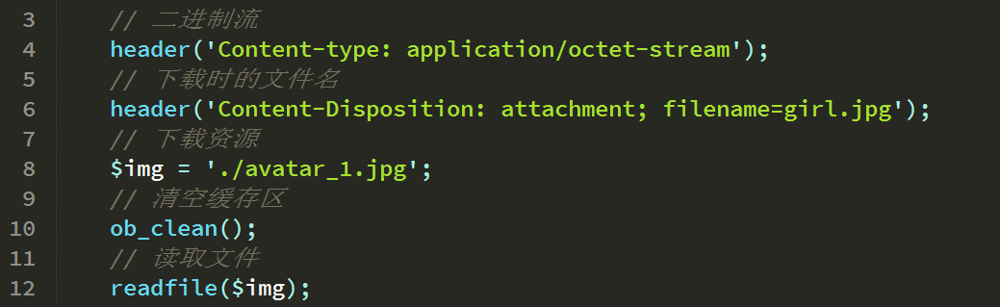 3 // 二进制流
4 header('Content-type: application/octet-stream');
5 // 下载时的文件名
6 header('Content-Disposition: attachment; filename=girl.jpg');
7 // 下载资源
8 $img = './avatar_1.jpg';
9 // 清空缓存区
10 ob_clean();
11 // 读取文件
12 readfile($img);